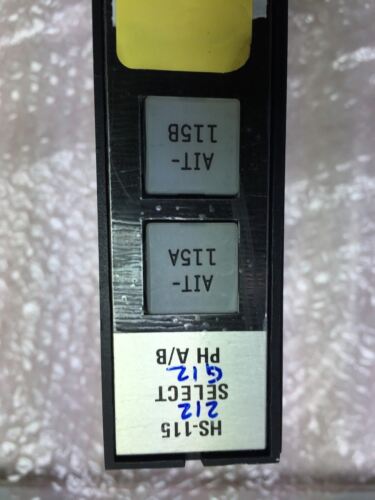 HS-115
212
SELECT
G12
PH A/B
AIT-
115A
AIT-
115B